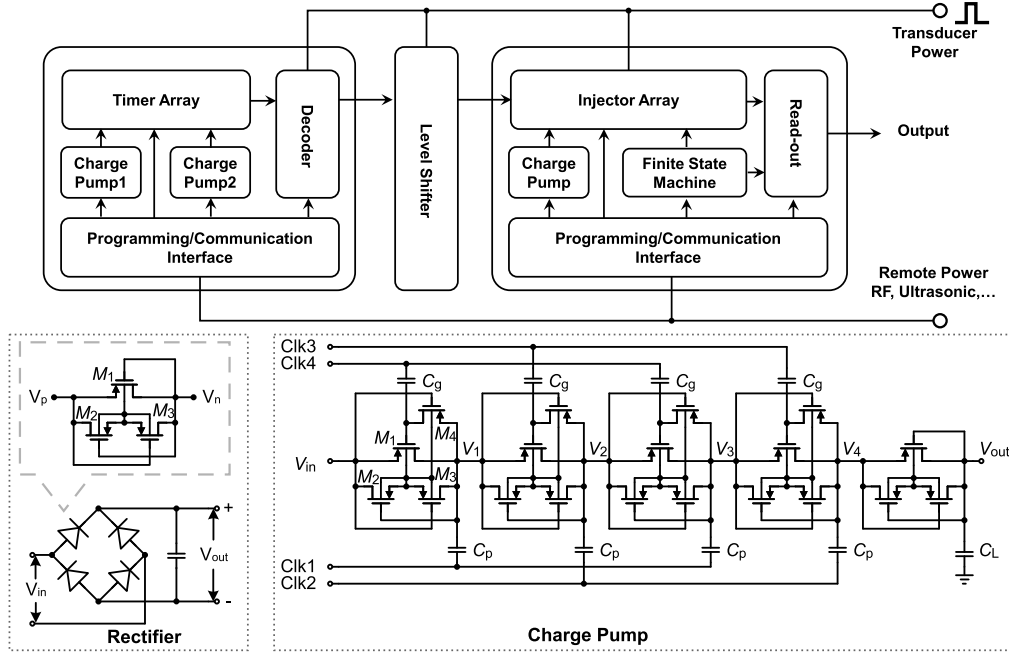 Transducer
Power
Timer Array
Decoder
Level Shifter
Injector Array
Read-out
Output
Charge
Pump1
Charge
Pump2
Charge
Pump
Finite State
Machine
Programming/Communication
Interface
Programming/Communication
Interface
Remote Power
RF, Ultrasonic,...
M1
Vp
Vn
M2
M3
+
Vout
Vin
-
Rectifier
Clk3
Clk4
Cg
Cg
Cg
Cg
M1
M4
Vin
V1
V2
V3
V4
Vout
M2
M3
Cp
Cp
Cp
Cp
CL
Clk1
Clk2
Charge Pump